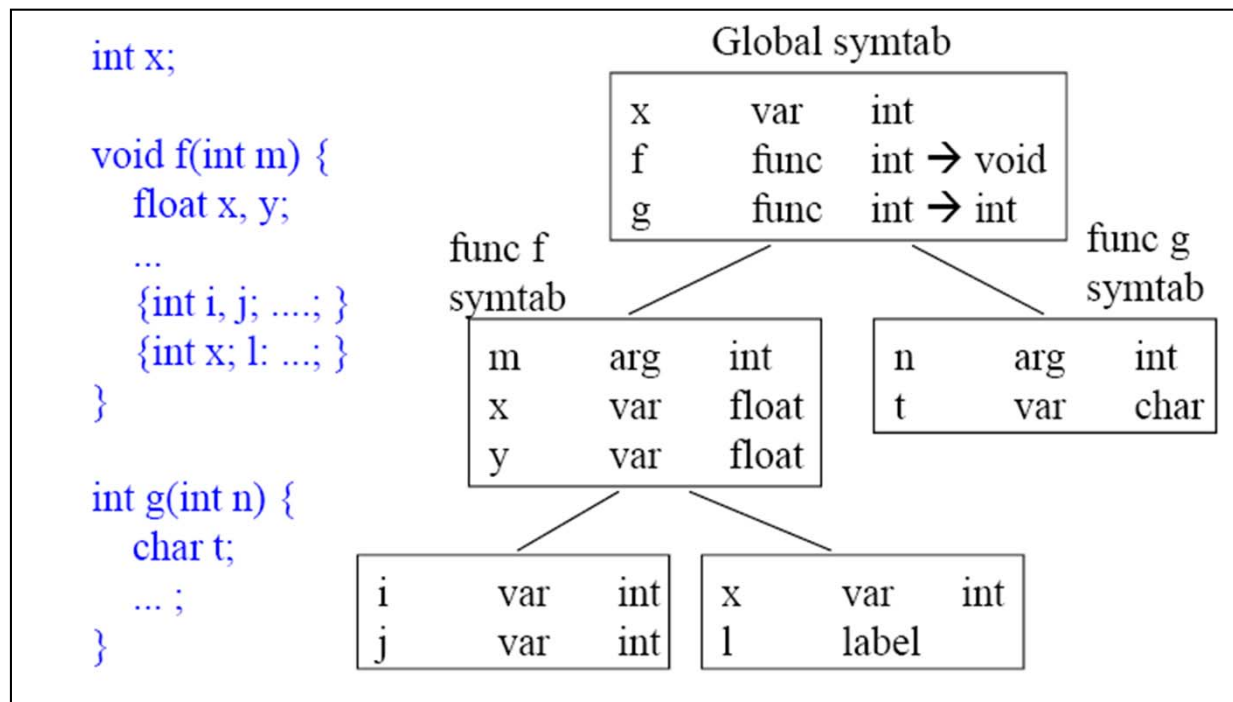 int x;
void f(int m) {
float x, y;
...
{int i, j; ....; }
{int x; l: ...; }
}
int g(int n) {
char t;
... ;
}
Global symtab
x var int
f func int → void
g func int → int
func f
symtab
m arg int
x var float
y var float
func g
symtab
n arg int
t var char
i var int
j var int
x var int
l label